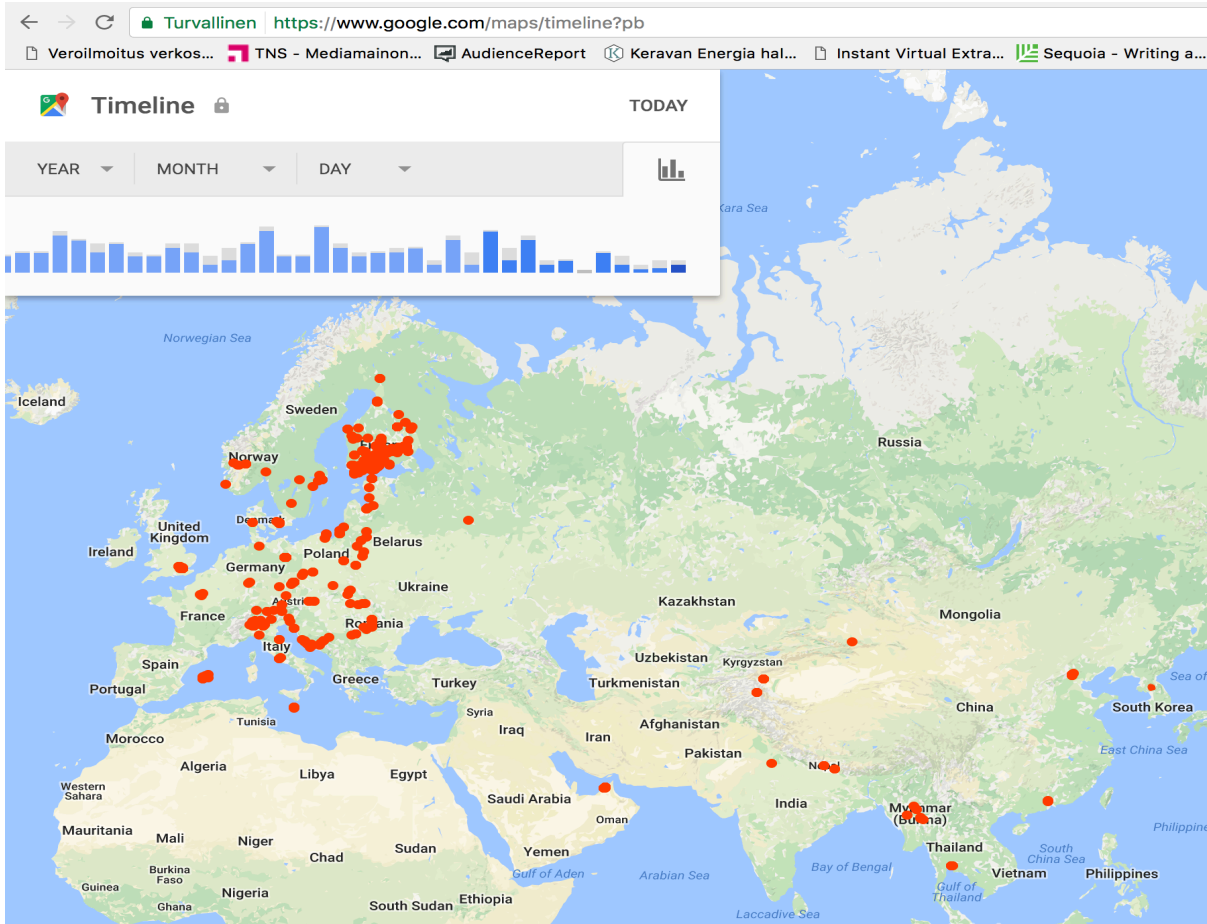 Turvallinen https://www.google.com/maps/timeline?pb
Veroilmoitus verkos... TNS - Mediamainon... AudienceReport Keravan Energia hal... Instant Virtual Extra... Sequoia - Writing a...
Timeline TODAY
YEAR MONTH DAY
Kara Sea
Norwegian Sea
Iceland
Sweden
Russia
Norway
Denmark
United
Kingdom
Belarus
Ireland
Poland
Germany
Ukraine
Kazakhstan
Mongolia
France
Romania
Italy
Uzbekistan Kyrgyzstan
Spain
Greece Turkey Turkmenistan
Portugal
Sea of
China South Korea
Syria
Tunisia
Iraq Iran Afghanistan
Morocco
Pakistan
East China Sea
Algeria Libya Egypt
Nepal
Western
Sahara
Saudi Arabia India
Myanmar
(Burma)
Oman
Mauritania Mali Niger Sudan
Philippine
Chad Yemen
Thailand South
China Sea
Burkina
Faso
Gulf of Aden Arabian Sea Bay of Bengal
Vietnam Philippines
Guinea
Nigeria
Gulf of
Thailand
Ghana South Sudan Ethiopia
Laccadive Sea